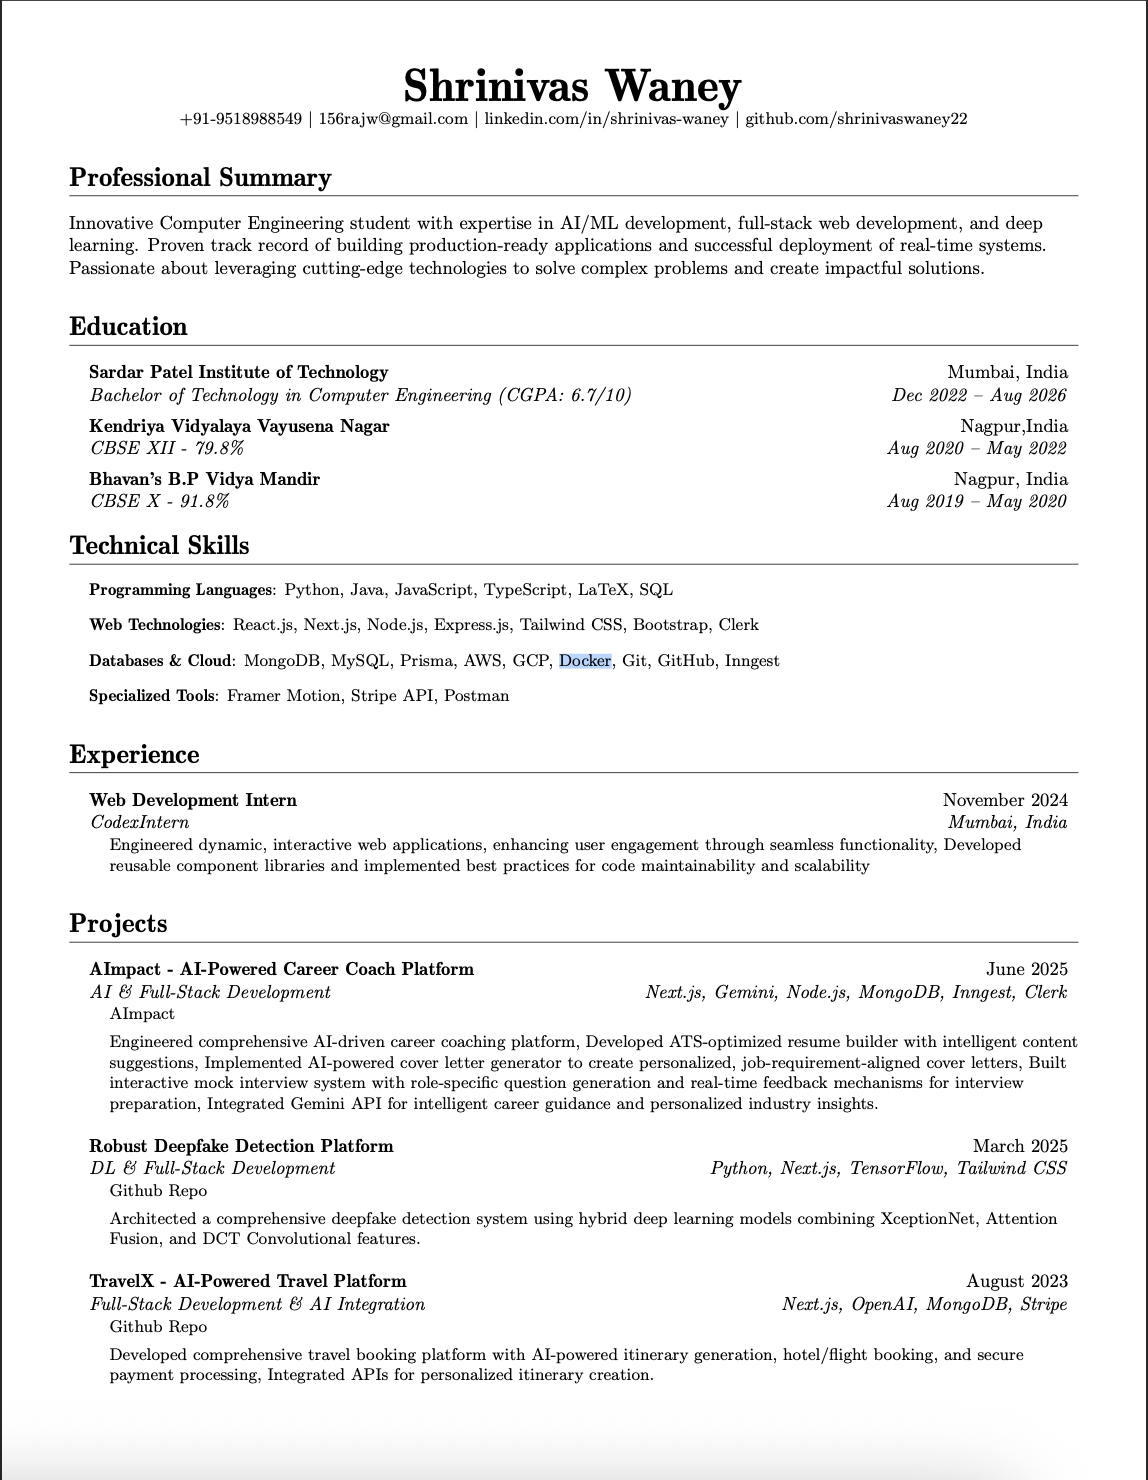 Shrinivas Waney
+91-9518988549 | 156rajw@gmail.com | linkedin.com/in/shrinivas-waney | github.com/shrinivaswaney22
Professional Summary
Innovative Computer Engineering student with expertise in AI/ML development, full-stack web development, and deep
learning. Proven track record of building production-ready applications and successful deployment of real-time systems.
Passionate about leveraging cutting-edge technologies to solve complex problems and create impactful solutions.
Education
Sardar Patel Institute of Technology Mumbai, India
Bachelor of Technology in Computer Engineering (CGPA: 6.7/10) Dec 2022 – Aug 2026
Kendriya Vidyalaya Vayusena Nagar Nagpur,India
CBSE XII - 79.8% Aug 2020 – May 2022
Bhavan's B.P Vidya Mandir Nagpur, India
CBSE X - 91.8% Aug 2019 – May 2020
Technical Skills
Programming Languages: Python, Java, JavaScript, TypeScript, LaTeX, SQL
Web Technologies: React.js, Next.js, Node.js, Express.js, Tailwind CSS, Bootstrap, Clerk
Databases & Cloud: MongoDB, MySQL, Prisma, AWS, GCP, Docker, Git, GitHub, Inngest
Specialized Tools: Framer Motion, Stripe API, Postman
Experience
Web Development Intern November 2024
CodexIntern Mumbai, India
Engineered dynamic, interactive web applications, enhancing user engagement through seamless functionality, Developed
reusable component libraries and implemented best practices for code maintainability and scalability
Projects
AImpact - AI-Powered Career Coach Platform June 2025
AI & Full-Stack Development Next.js, Gemini, Node.js, MongoDB, Inngest, Clerk
AImpact
Engineered comprehensive AI-driven career coaching platform, Developed ATS-optimized resume builder with intelligent content
suggestions, Implemented AI-powered cover letter generator to create personalized, job-requirement-aligned cover letters, Built
interactive mock interview system with role-specific question generation and real-time feedback mechanisms for interview
preparation, Integrated Gemini API for intelligent career guidance and personalized industry insights.
Robust Deepfake Detection Platform March 2025
DL & Full-Stack Development Python, Next.js, TensorFlow, Tailwind CSS
Github Repo
Architected a comprehensive deepfake detection system using hybrid deep learning models combining XceptionNet, Attention
Fusion, and DCT Convolutional features.
TravelX - AI-Powered Travel Platform August 2023
Full-Stack Development & AI Integration Next.js, OpenAI, MongoDB, Stripe
Github Repo
Developed comprehensive travel booking platform with AI-powered itinerary generation, hotel/flight booking, and secure
payment processing, Integrated APIs for personalized itinerary creation.